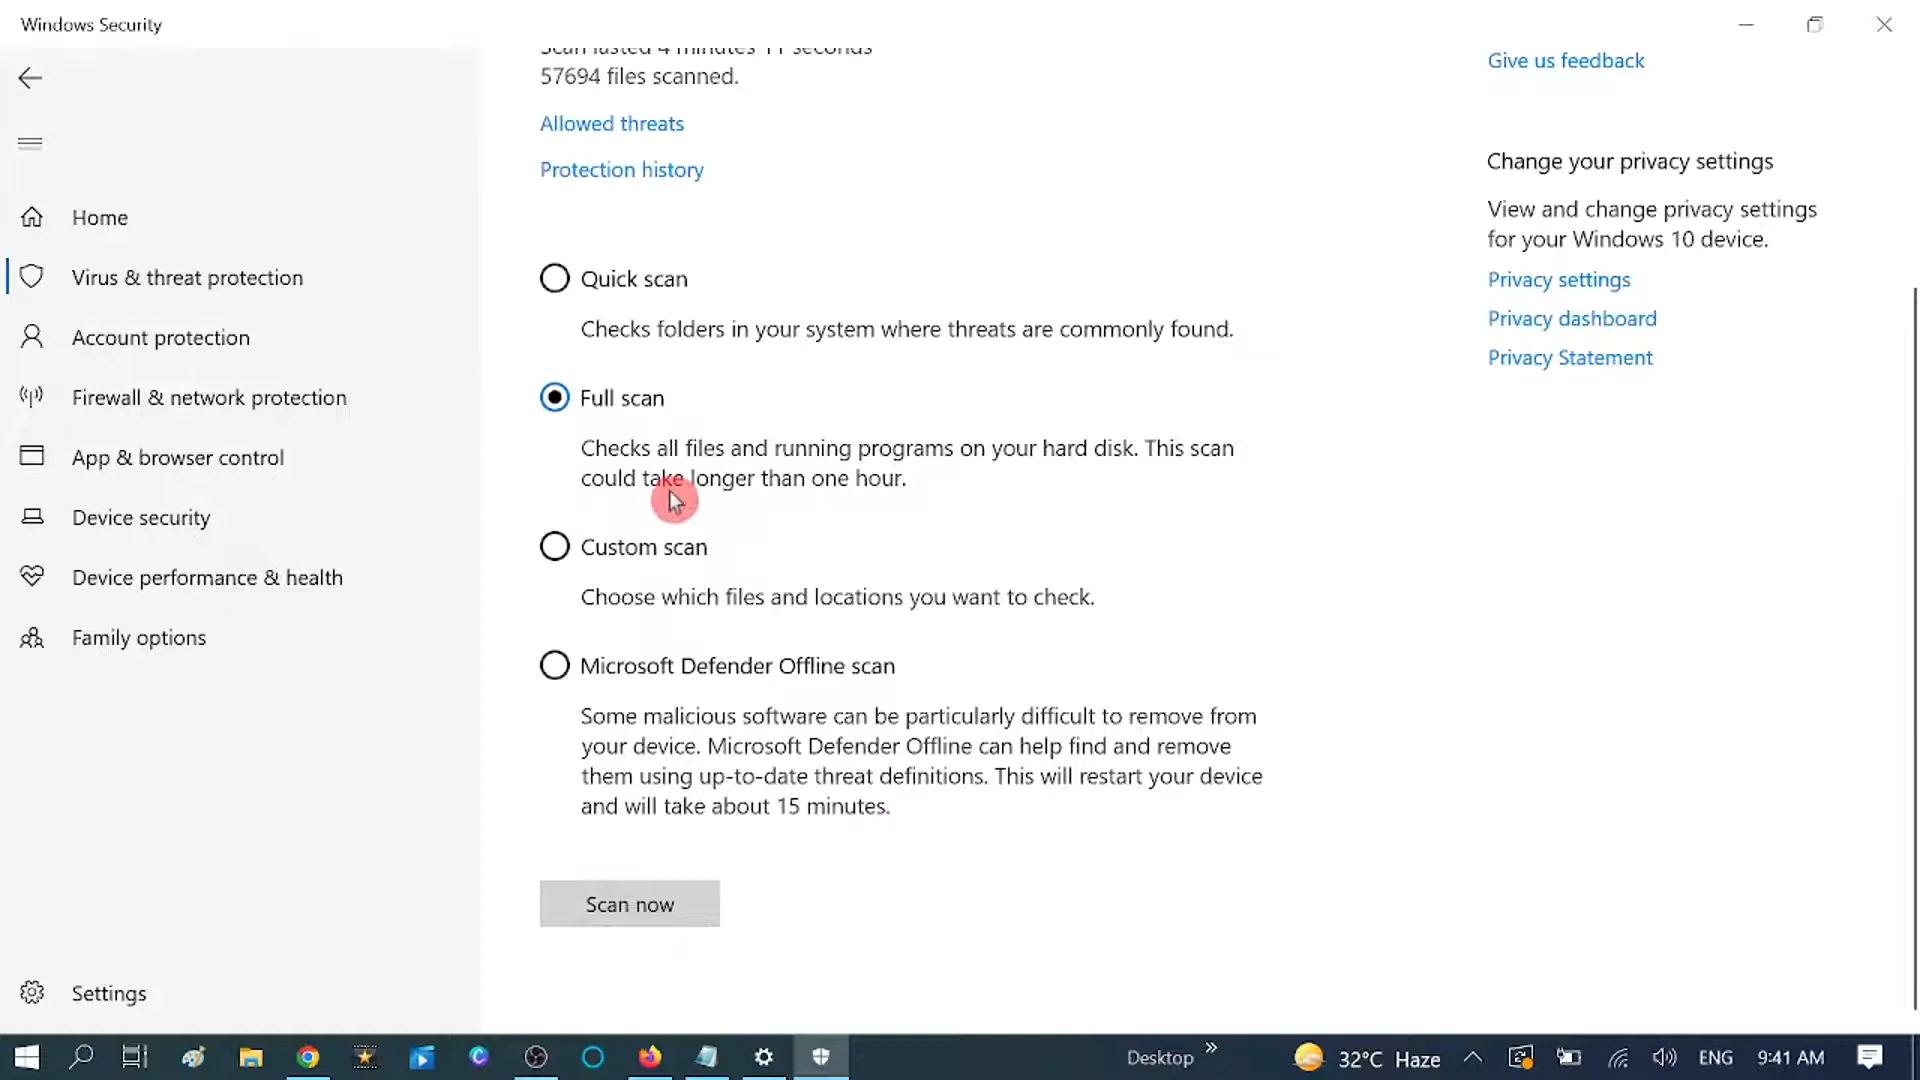 Windows Security
Scan lasted 4 minutes 11 seconds
57694 files scanned.
Allowed threats
Protection history
Home
Virus & threat protection
Account protection
Firewall & network protection
App & browser control
Device security
Device performance & health
Family options
Settings
Quick scan
Checks folders in your system where threats are commonly found.
Full scan
Checks all files and running programs on your hard disk. This scan
could take longer than one hour.
Custom scan
Choose which files and locations you want to check.
Microsoft Defender Offline scan
Some malicious software can be particularly difficult to remove from
your device. Microsoft Defender Offline can help find and remove
them using up-to-date threat definitions. This will restart your device
and will take about 15 minutes.
Scan now
Give us feedback
Change your privacy settings
View and change privacy settings
for your Windows 10 device.
Privacy settings
Privacy dashboard
Privacy Statement
Desktop
32°C Haze
ENG
9:41 AM